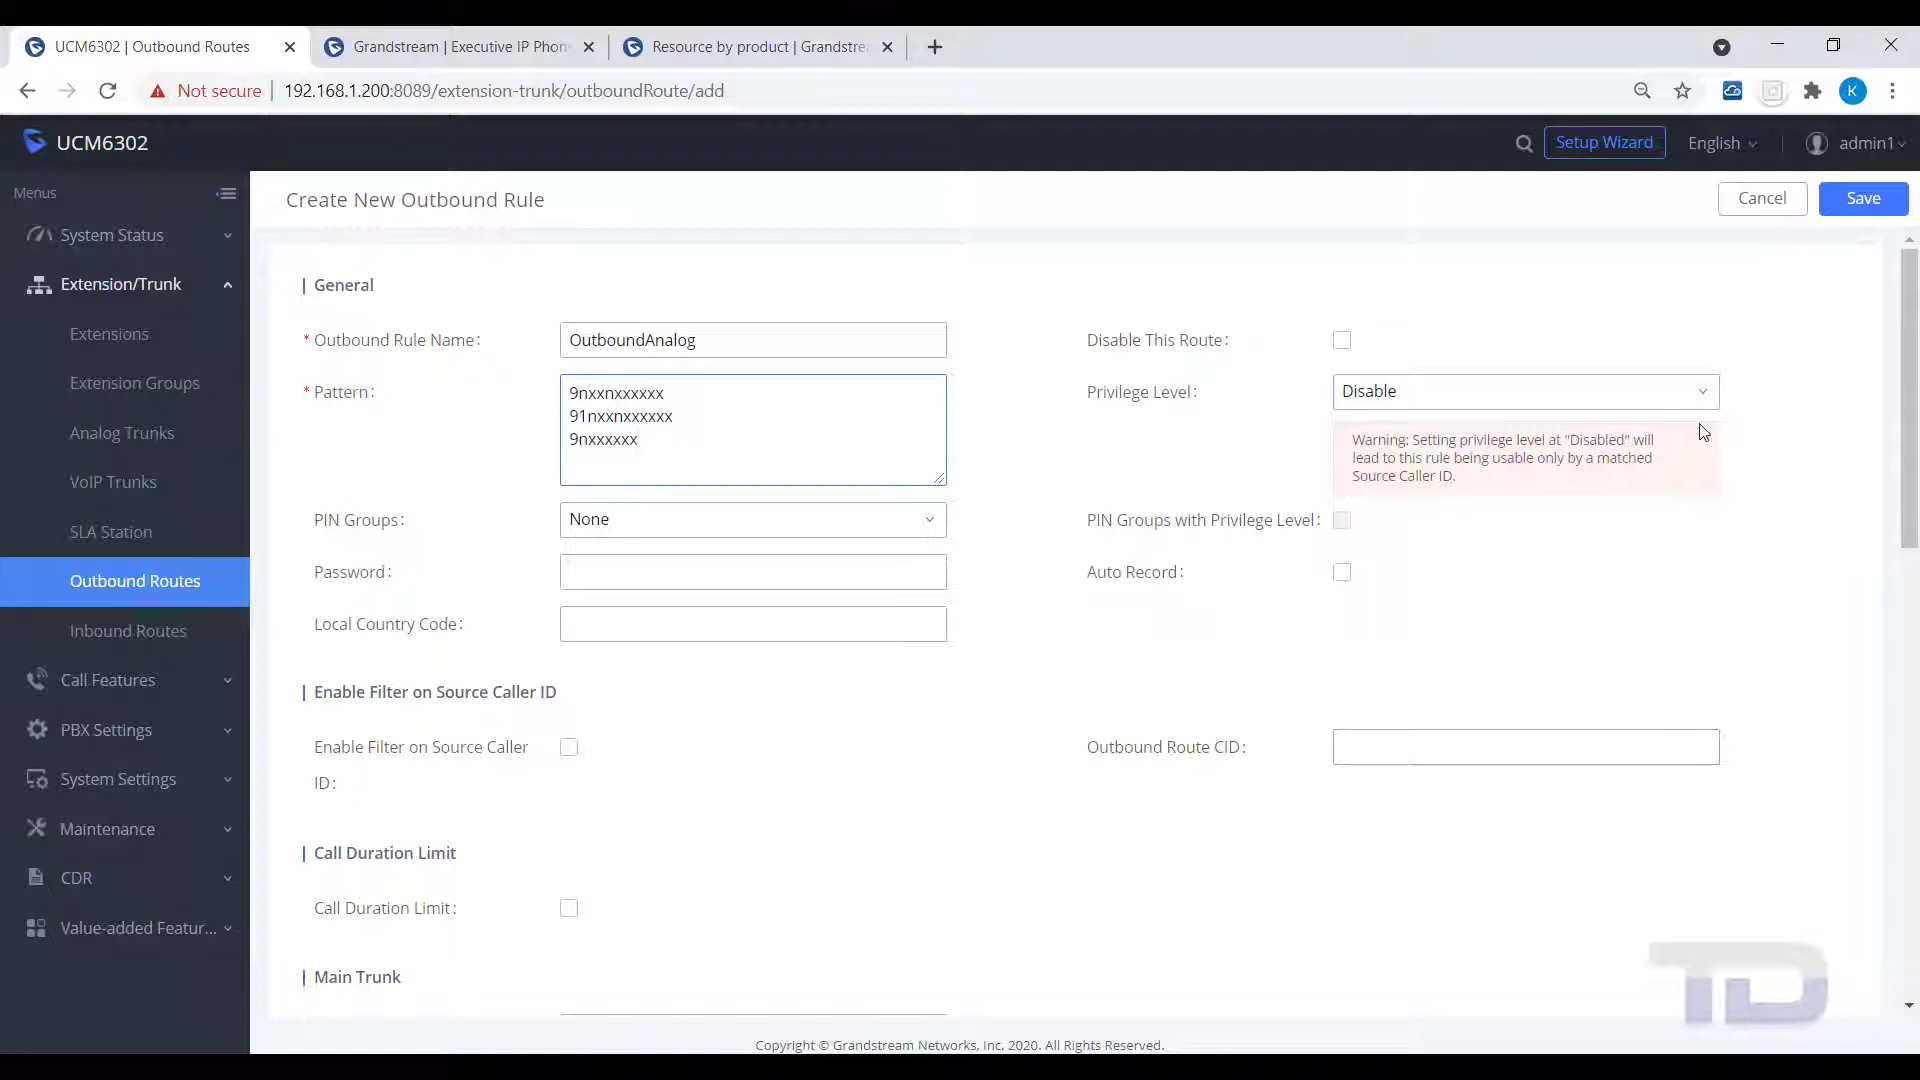 UCM6302 | Outbound Routes
Grandstream | Executive IP Phon
Resource by product | Grandstre
Not secure
192.168.1.200:8089/extension-trunk/outboundRoute/add
K
UCM6302
Setup Wizard
English
admin1
Menus
System Status
Extension/Trunk
Extensions
Extension Groups
Analog Trunks
VoIP Trunks
SLA Station
Outbound Routes
Inbound Routes
Call Features
PBX Settings
System Settings
Maintenance
CDR
Value-added Featur...
Create New Outbound Rule
Cancel
Save
General
* Outbound Rule Name:
OutboundAnalog
Disable This Route:
* Pattern:
9nxxnxxxxxx
91nxxnxxxxxx
9nxxxxxx
Privilege Level:
Disable
Warning: Setting privilege level at "Disabled" will
lead to this rule being usable only by a matched
Source Caller ID.
PIN Groups:
None
PIN Groups with Privilege Level:
Password:
Auto Record:
Local Country Code:
Enable Filter on Source Caller ID
Enable Filter on Source Caller
ID:
Outbound Route CID:
Call Duration Limit
Call Duration Limit:
Main Trunk
TD
Copyright © Grandstream Networks, Inc. 2020. All Rights Reserved.